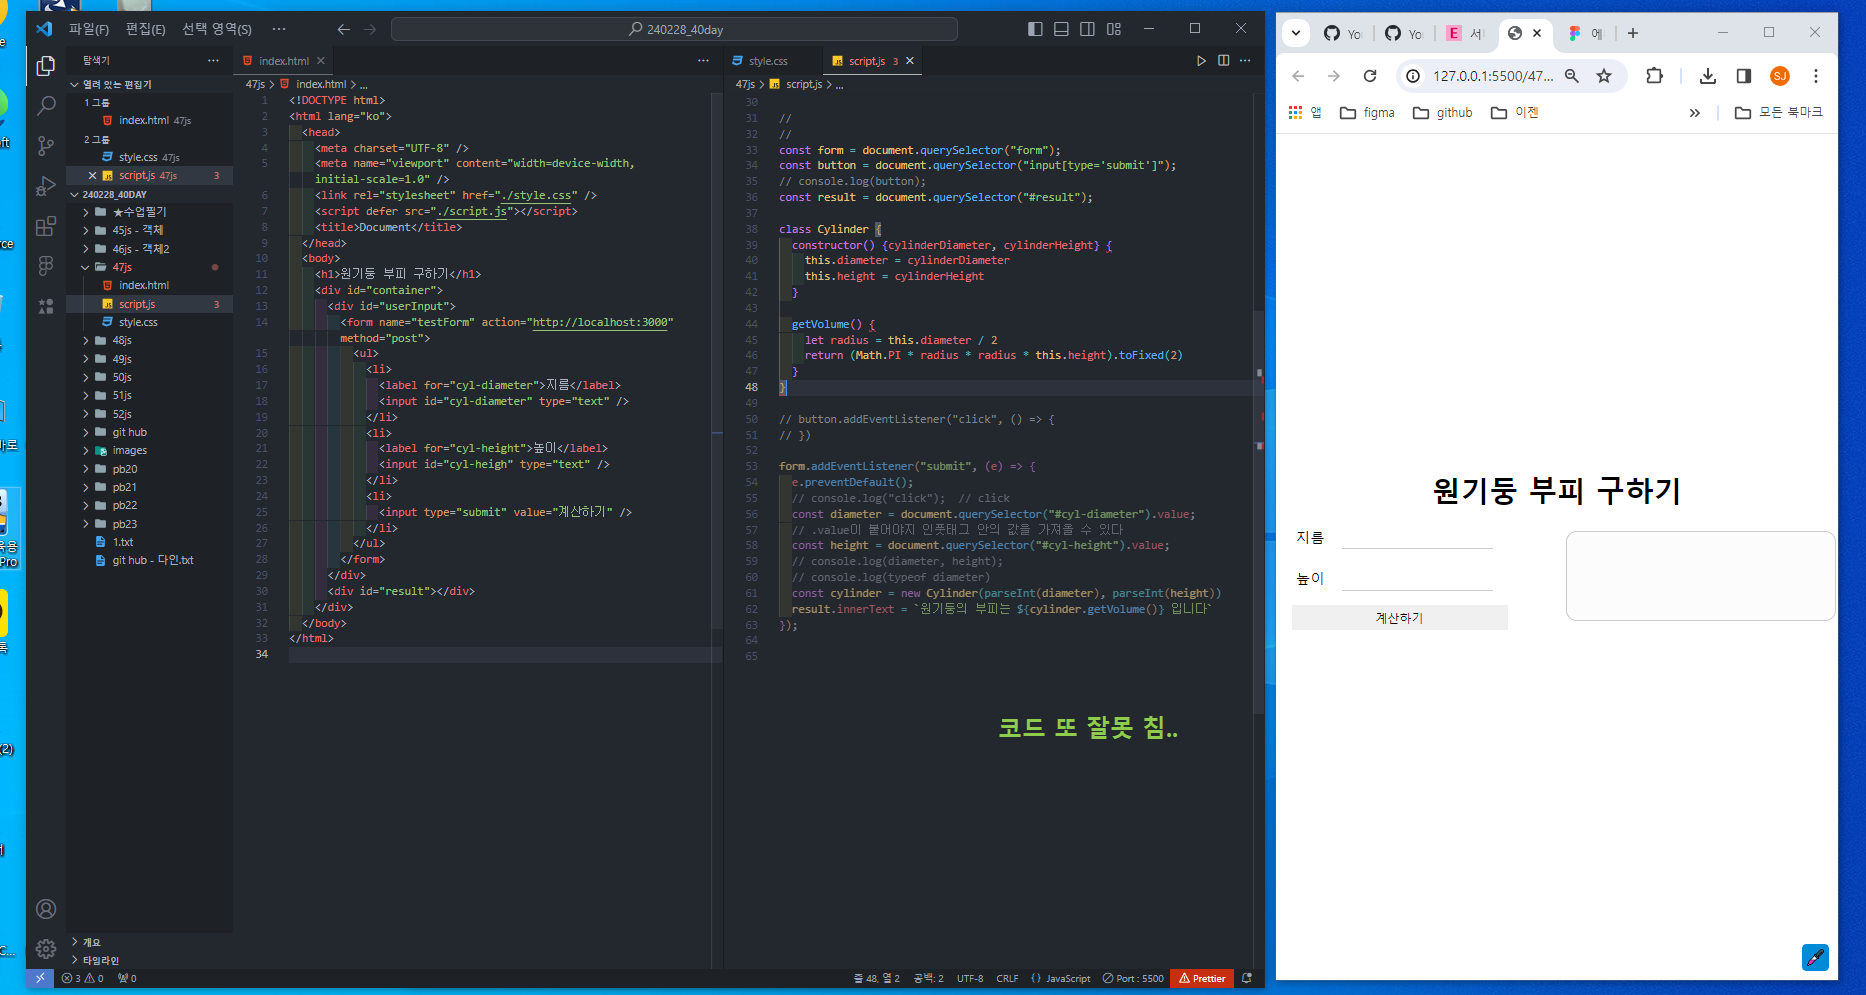 파일(F) 편집(E) 선택 영역(S) ··· 240228_40day
탐색기 ···
열려 있는 편집기
1 그룹
index.html 47js
2 그룹
style.css 47js
script.js 47js 3
240228_40DAY
★수업필기
45js - 객체
46js - 객체2
47js
index.html
script.js 3
style.css
48js
49js
50js
51js
52js
git hub
images
pb20
pb21
pb22
pb23
1.txt
git hub - 다인.txt
개요
타임라인
index.html
47js > index.html > ...
1 <!DOCTYPE html>
2 <html lang="ko">
3 <head>
4 <meta charset="UTF-8" />
5 <meta name="viewport" content="width=device-width,
initial-scale=1.0" />
6 <link rel="stylesheet" href="./style.css" />
7 <script defer src="./script.js"></script>
8 <title>Document</title>
9 </head>
10 <body>
11 <h1>원기둥 부피 구하기</h1>
12 <div id="container">
13 <div id="userInput">
14 <form name="testForm" action="http://localhost:3000"
method="post">
15 <ul>
16 <li>
17 <label for="cyl-diameter">지름</label>
18 <input id="cyl-diameter" type="text" />
19 </li>
20 <li>
21 <label for="cyl-height">높이</label>
22 <input id="cyl-heigh" type="text" />
23 </li>
24 <li>
25 <input type="submit" value="계산하기" />
26 </li>
27 </ul>
28 </form>
29 </div>
30 <div id="result"></div>
31 </div>
32 </body>
33 </html>
34
style.css script.js 3
47js > script.js > ...
30
31 //
32 //
33 const form = document.querySelector("form");
34 const button = document.querySelector("input[type='submit']");
35 // console.log(button);
36 const result = document.querySelector("#result");
37
38 class Cylinder {
39 constructor() {cylinderDiameter, cylinderHeight} {
40 this.diameter = cylinderDiameter
41 this.height = cylinderHeight
42 }
43
44 getVolume() {
45 let radius = this.diameter / 2
46 return (Math.PI * radius * radius * this.height).toFixed(2)
47 }
48 }
49
50 // button.addEventListener("click", () => {
51 // })
52
53 form.addEventListener("submit", (e) => {
54 e.preventDefault();
55 // console.log("click");  // click
56 const diameter = document.querySelector("#cyl-diameter").value;
57 // .value이 붙어야지 인풋태그 안의 값을 가져올 수 있다
58 const height = document.querySelector("#cyl-height").value;
59 // console.log(diameter, height);
60 // console.log(typeof diameter)
61 const cylinder = new Cylinder(parseInt(diameter), parseInt(height))
62 result.innerText = `원기둥의 부피는 ${cylinder.getVolume()} 입니다`
63 });
64
65
코드 또 잘못 침..
3 0 0 줄 48, 열 2 공백: 2 UTF-8 CRLF {} JavaScript Port : 5500 Prettier
Yo Yo E 서 에
127.0.0.1:5500/47... SJ
앱 figma github 이젠 » 모든 북마크
원기둥 부피 구하기
지름
높이
계산하기